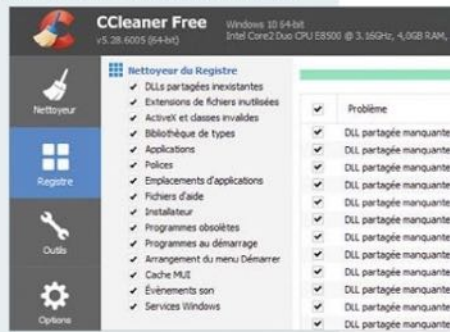 CCleaner Free
Windows 10 64-bit
v5.28.6005 (64-bit)
Intel Core2 Duo CPU E8500 @ 3.16GHz, 4,0GB RAM,
Nettoyeur
Registre
Outils
Options
Nettoyeur du Registre
DLLs partagées inexistantes
Extensions de fichiers inutilisées
ActiveX et classes invalides
Bibliothèque de types
Applications
Polices
Emplacements d'applications
Fichiers d'aide
Installateur
Programmes obsolètes
Programmes au démarrage
Arrangement du menu Démarrer
Cache MUI
Évènements son
Services Windows
Problème
DLL partagée manquante
DLL partagée manquante
DLL partagée manquante
DLL partagée manquante
DLL partagée manquante
DLL partagée manquante
DLL partagée manquante
DLL partagée manquante
DLL partagée manquante
DLL partagée manquante
DLL partagée manquante
DLL partagée manquante
DLL partagée manquante